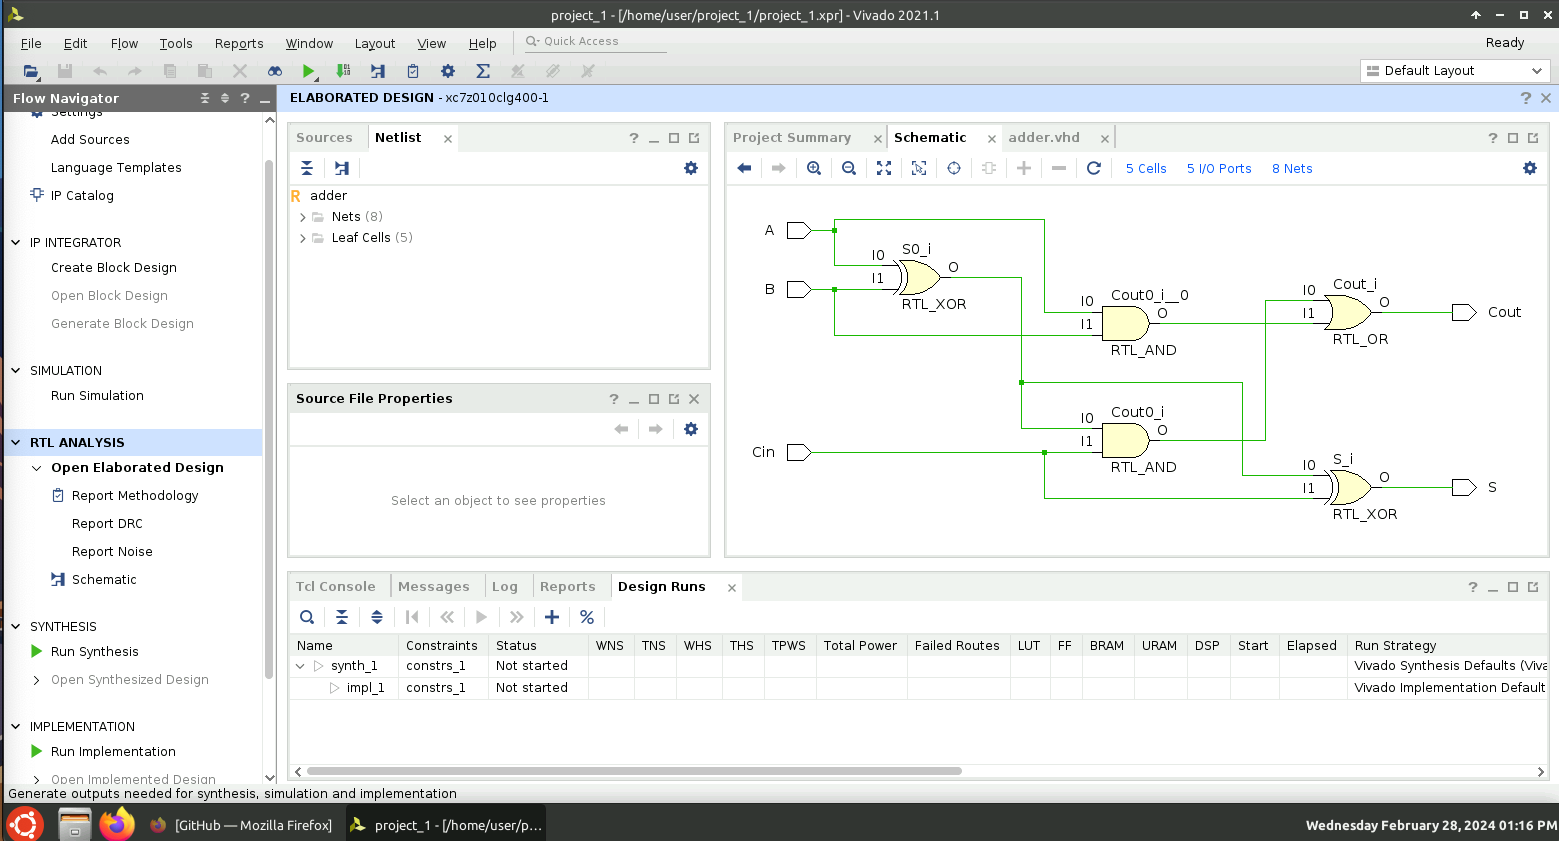 project_1 - [/home/user/project_1/project_1.xpr] - Vivado 2021.1
File Edit Flow Tools Reports Window Layout View Help Quick Access Ready
Default Layout
Flow Navigator
Settings
Add Sources
Language Templates
IP Catalog
IP INTEGRATOR
Create Block Design
Open Block Design
Generate Block Design
SIMULATION
Run Simulation
RTL ANALYSIS
Open Elaborated Design
Report Methodology
Report DRC
Report Noise
Schematic
SYNTHESIS
Run Synthesis
Open Synthesized Design
IMPLEMENTATION
Run Implementation
Open Implemented Design
ELABORATED DESIGN - xc7z010clg400-1
Sources Netlist
R adder
Nets (8)
Leaf Cells (5)
Source File Properties
Select an object to see properties
Project Summary Schematic adder.vhd
5 Cells 5 I/O Ports 8 Nets
A
B
Cin
S0_i
I0
I1
O
RTL_XOR
Cout0_i__0
I0
I1
O
RTL_AND
Cout0_i
I0
I1
O
RTL_AND
Cout_i
I0
I1
O
RTL_OR
Cout
S_i
I0
I1
O
RTL_XOR
S
Tcl Console Messages Log Reports Design Runs
Name Constraints Status WNS TNS WHS THS TPWS Total Power Failed Routes LUT FF BRAM URAM DSP Start Elapsed Run Strategy
synth_1 constrs_1 Not started Vivado Synthesis Defaults (Viva
impl_1 constrs_1 Not started Vivado Implementation Default
Generate outputs needed for synthesis, simulation and implementation
[GitHub — Mozilla Firefox] project_1 - [/home/user/p... Wednesday February 28, 2024 01:16 PM